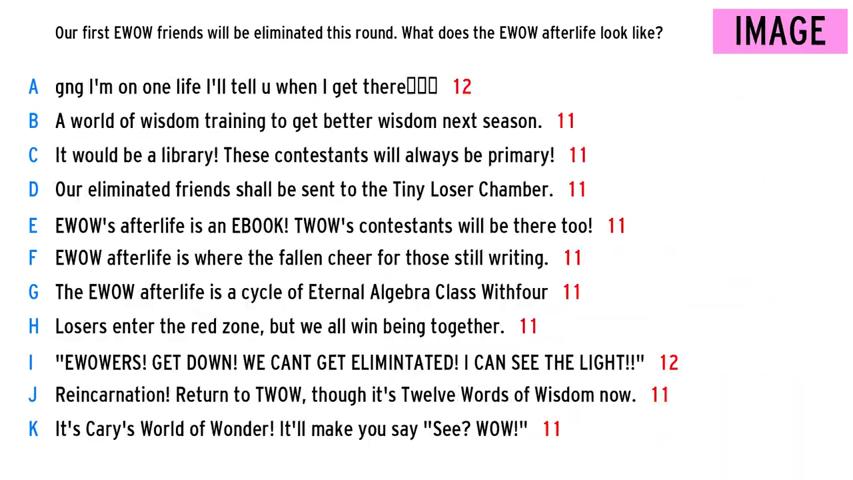 Our first EWOW friends will be eliminated this round. What does the EWOW afterlife look like?
IMAGE
A gng I'm on one life I'll tell u when I get there▯▯▯ 12
B A world of wisdom training to get better wisdom next season. 11
C It would be a library! These contestants will always be primary! 11
D Our eliminated friends shall be sent to the Tiny Loser Chamber. 11
E EWOW's afterlife is an EBOOK! TWOW's contestants will be there too! 11
F EWOW afterlife is where the fallen cheer for those still writing. 11
G The EWOW afterlife is a cycle of Eternal Algebra Class Withfour 11
H Losers enter the red zone, but we all win being together. 11
I "EWOWERS! GET DOWN! WE CANT GET ELIMINTATED! I CAN SEE THE LIGHT!!" 12
J Reincarnation! Return to TWOW, though it's Twelve Words of Wisdom now. 11
K It's Cary's World of Wonder! It'll make you say "See? WOW!" 11